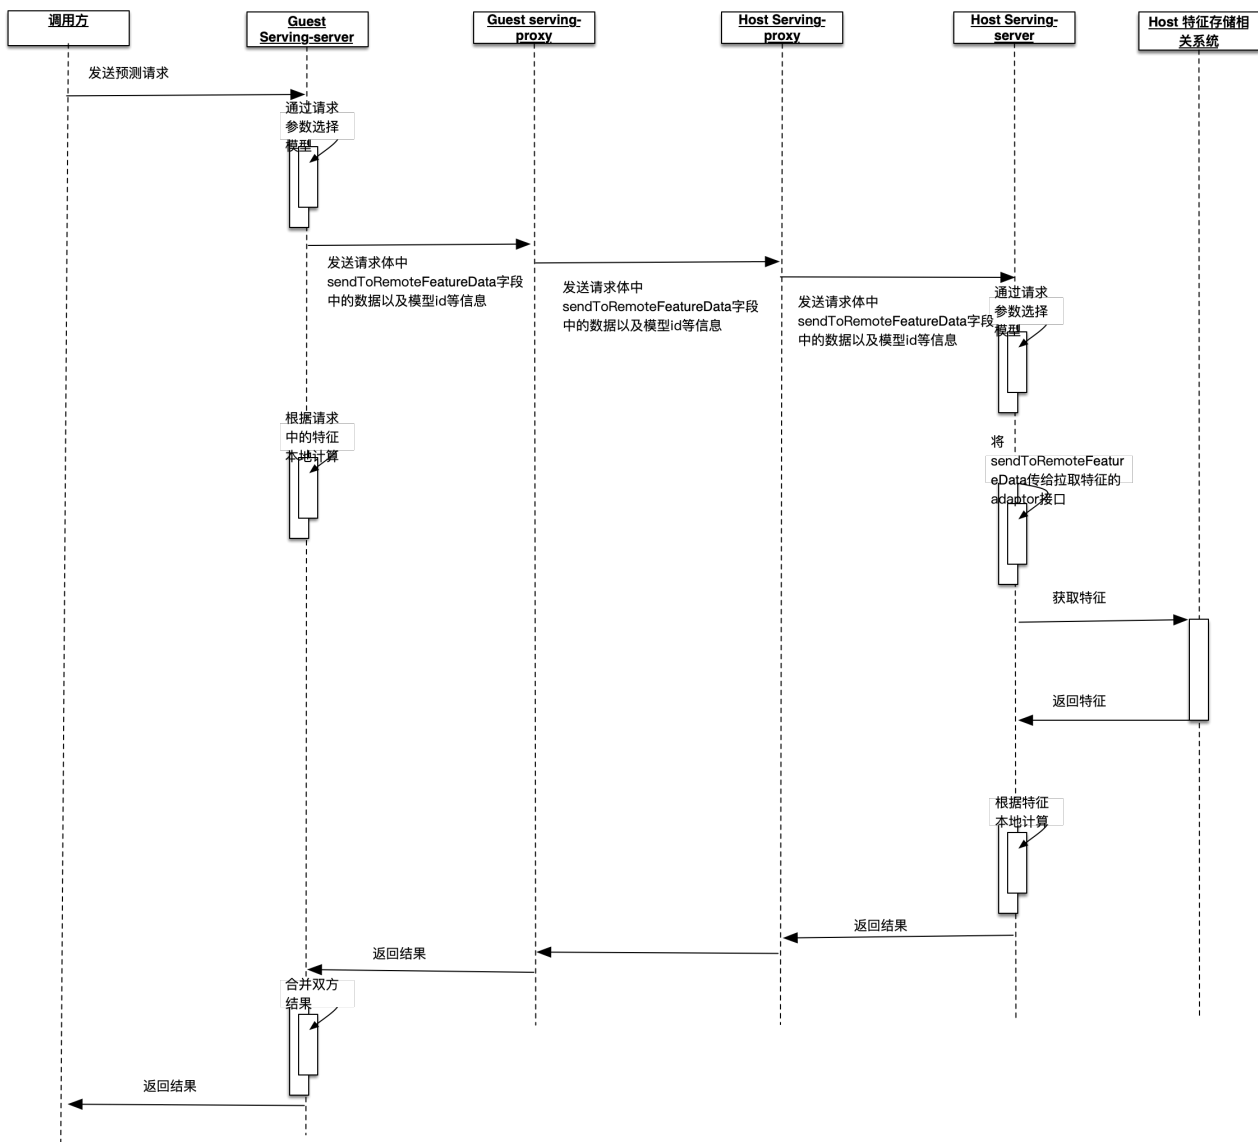 调用方
Guest
Serving-server
Guest serving-
proxy
Host Serving-
proxy
Host Serving-
server
Host 特征存储相
关系统
发送预测请求
通过请求
参数选择
模型
发送请求体中
sendToRemoteFeatureData字段
中的数据以及模型id等信息
发送请求体中
sendToRemoteFeatureData字段
中的数据以及模型id等信息
发送请求体中
sendToRemoteFeatureData字段
中的数据以及模型id等信息
通过请求
参数选择
模型
根据请求
中的特征
本地计算
将
sendToRemoteFeatur
eData传给拉取特征的
adaptor接口
获取特征
返回特征
根据特征
本地计算
返回结果
返回结果
合并双方
结果
返回结果